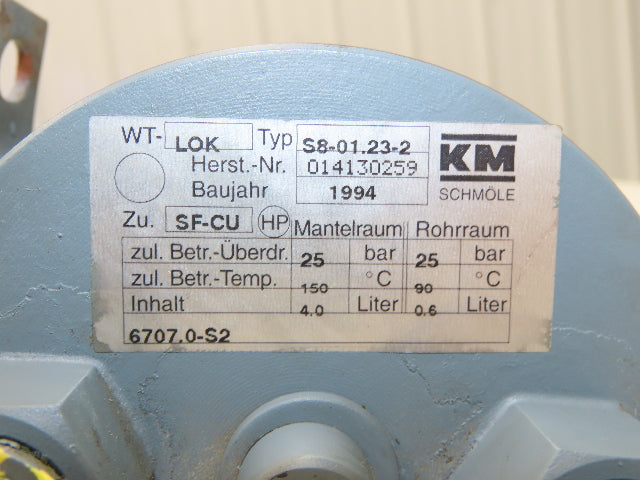 WT- LOK Typ S8-01.23-2 KM
Herst.-Nr. 014130259
Baujahr 1994 SCHMÖLE
Zu. SF-CU HP Mantelraum Rohrraum
zul. Betr.-Überdr. 25 bar 25 bar
zul. Betr.-Temp. 150 °C 90 °C
Inhalt 4.0 Liter 0.6 Liter
6707.0-S2